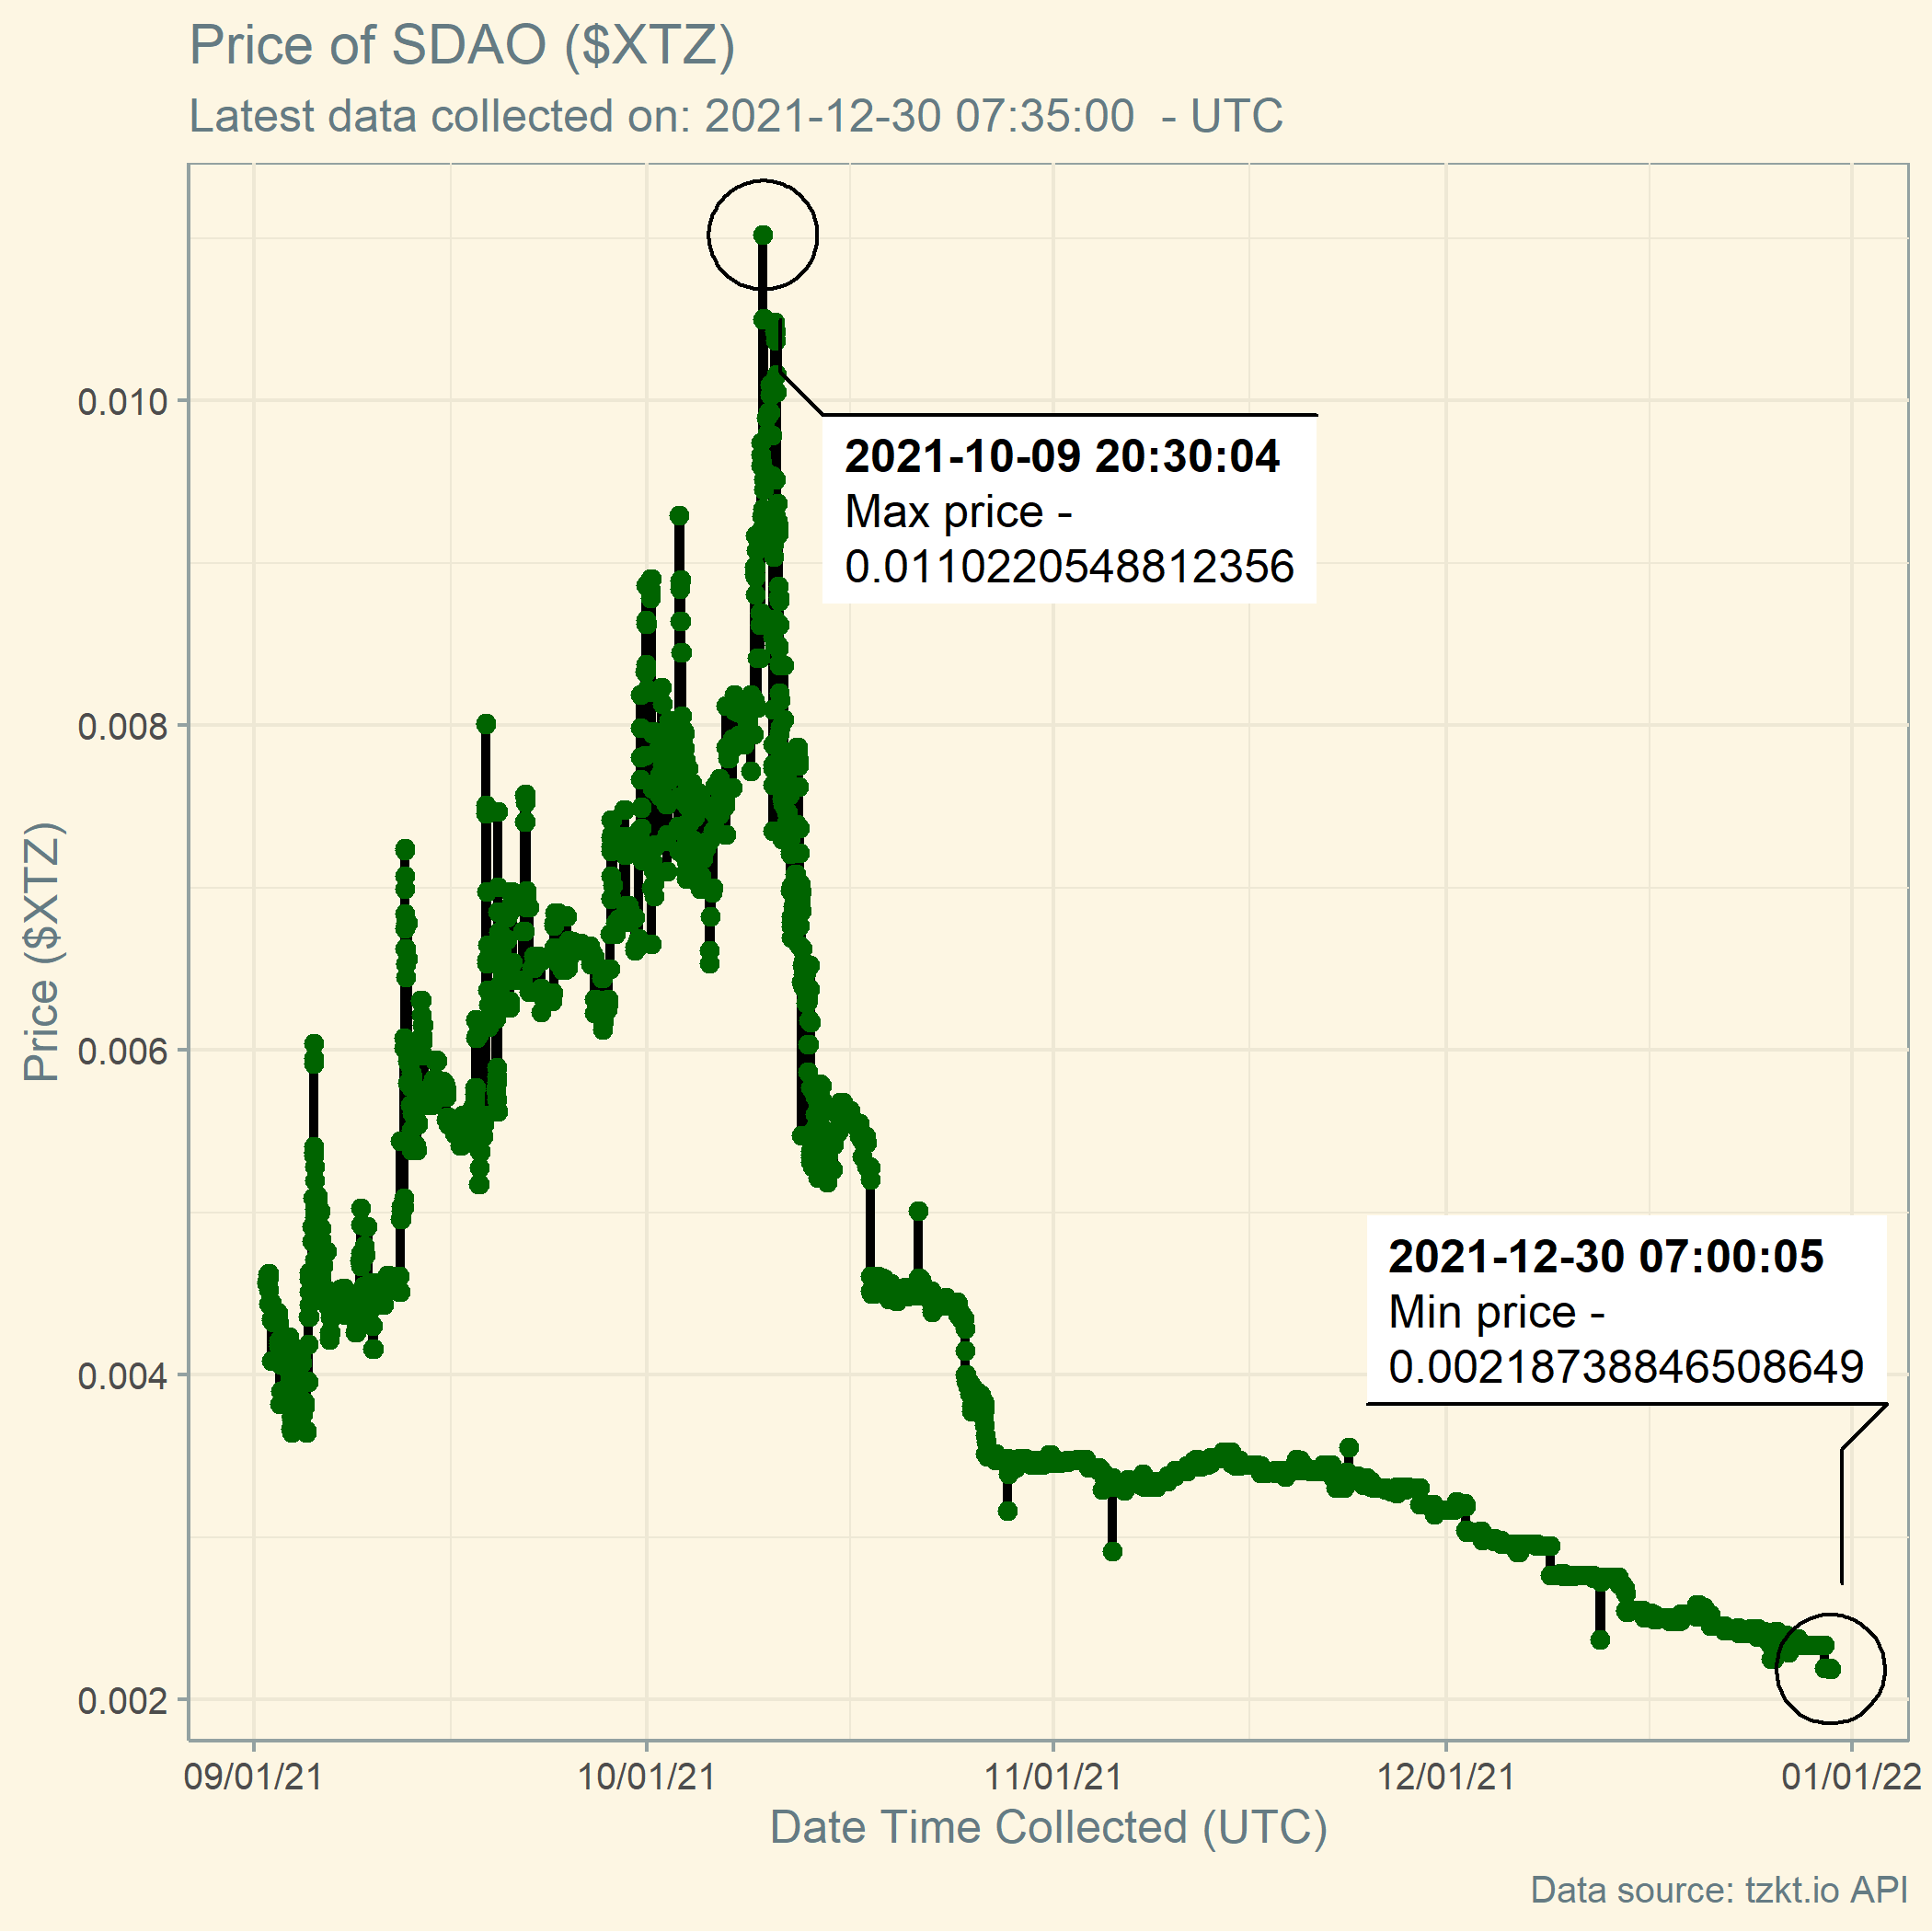 Price of SDAO ($XTZ)
Latest data collected on: 2021-12-30 07:35:00  - UTC
2021-10-09 20:30:04
Max price -
0.0110220548812356
0.010
0.008
0.006
0.004
0.002
Price ($XTZ)
2021-12-30 07:00:05
Min price -
0.00218738846508649
09/01/21
10/01/21
11/01/21
12/01/21
01/01/22
Date Time Collected (UTC)
Data source: tzkt.io API